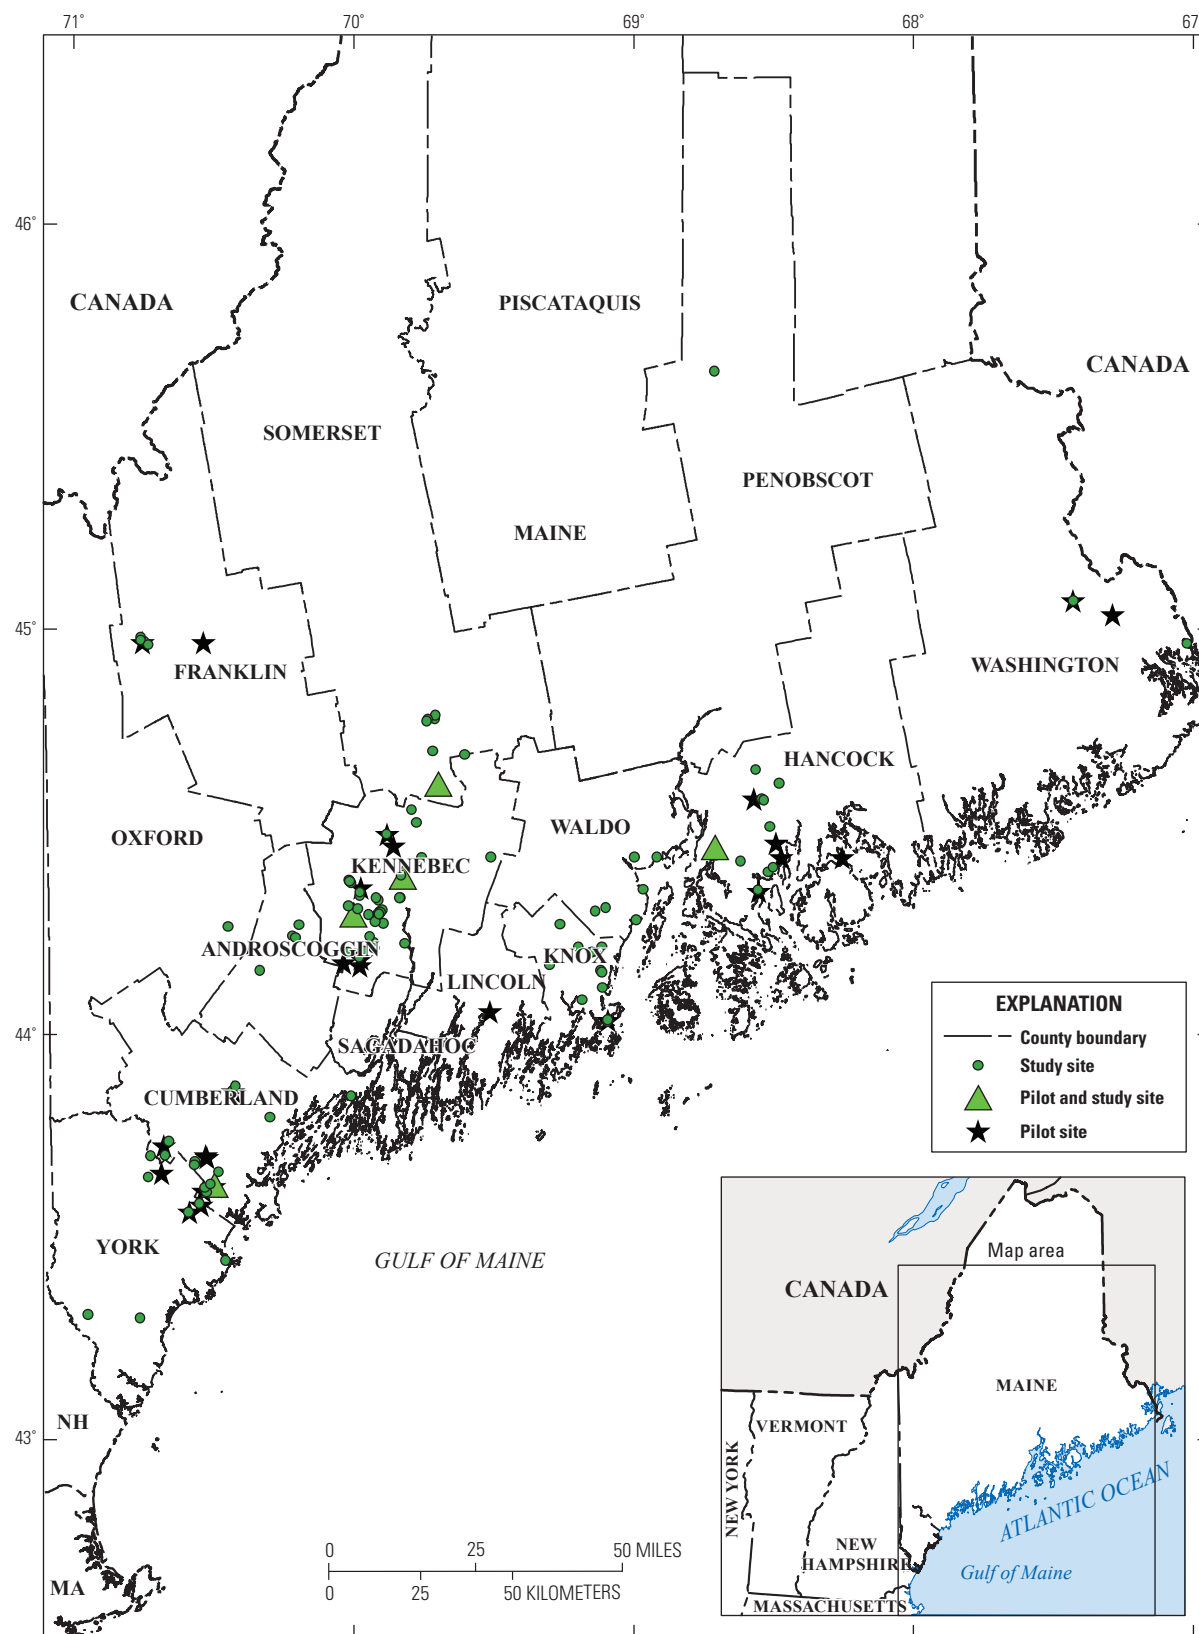 71°
70°
69°
68°
67°
46°
CANADA
PISCATAQUIS
CANADA
SOMERSET
PENOBSCOT
MAINE
45°
FRANKLIN
WASHINGTON
HANCOCK
OXFORD
WALDO
KENNEBEC
ANDROSCOGGIN
KNOX
LINCOLN
44°
SAGADAHOC
CUMBERLAND
YORK
GULF OF MAINE
NH
43°
MA
EXPLANATION
County boundary
Study site
Pilot and study site
Pilot site
0 25 50 MILES
0 25 50 KILOMETERS
Map area
CANADA
MAINE
VERMONT
NEW YORK
ATLANTIC OCEAN
NEW
HAMPSHIRE
Gulf of Maine
MASSACHUSETTS